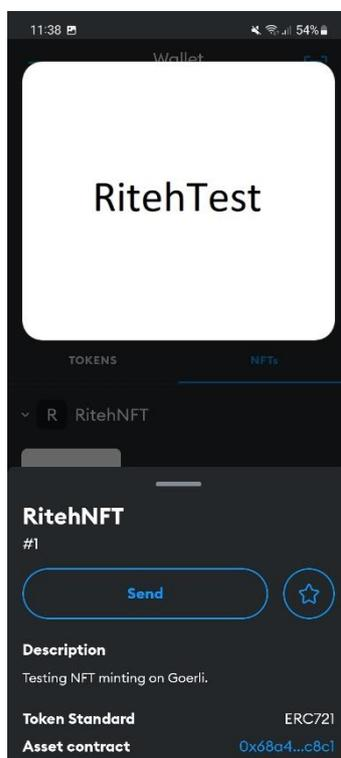 11:38 54%
Wallet
RitehTest
TOKENS NFTs
R RitehNFT
RitehNFT
#1
Send
Description
Testing NFT minting on Goerli.
Token Standard ERC721
Asset contract 0x68a4...c8c1